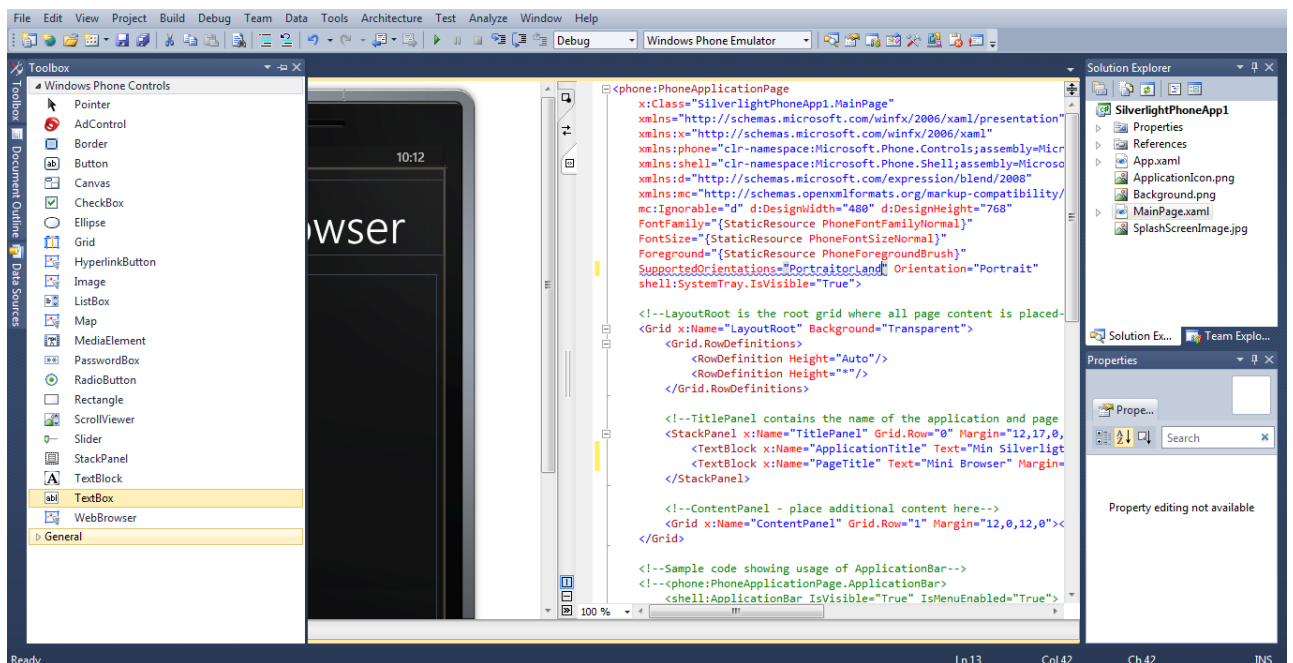 File Edit View Project Build Debug Team Data Tools Architecture Test Analyze Window Help
Debug Windows Phone Emulator
Toolbox
Document Outline
Data Sources
Toolbox
Windows Phone Controls
Pointer
AdControl
Border
Button
Canvas
CheckBox
Ellipse
Grid
HyperlinkButton
Image
ListBox
Map
MediaElement
PasswordBox
RadioButton
Rectangle
ScrollViewer
Slider
StackPanel
TextBlock
TextBox
WebBrowser
General
10:12
owser
<phone:PhoneApplicationPage
x:Class="SilverlightPhoneApp1.MainPage"
xmlns="http://schemas.microsoft.com/winfx/2006/xaml/presentation"
xmlns:x="http://schemas.microsoft.com/winfx/2006/xaml"
xmlns:phone="clr-namespace:Microsoft.Phone.Controls;assembly=Micr
xmlns:shell="clr-namespace:Microsoft.Phone.Shell;assembly=Microso
xmlns:d="http://schemas.microsoft.com/expression/blend/2008"
xmlns:mc="http://schemas.openxmlformats.org/markup-compatibility/
mc:Ignorable="d" d:DesignWidth="480" d:DesignHeight="768"
FontFamily="{StaticResource PhoneFontFamilyNormal}"
FontSize="{StaticResource PhoneFontSizeNormal}"
Foreground="{StaticResource PhoneForegroundBrush}"
SupportedOrientations="PortraitorLand" Orientation="Portrait"
shell:SystemTray.IsVisible="True">
<!--LayoutRoot is the root grid where all page content is placed-
<Grid x:Name="LayoutRoot" Background="Transparent">
<Grid.RowDefinitions>
<RowDefinition Height="Auto"/>
<RowDefinition Height="*"/>
</Grid.RowDefinitions>
<!--TitlePanel contains the name of the application and page
<StackPanel x:Name="TitlePanel" Grid.Row="0" Margin="12,17,0,
<TextBlock x:Name="ApplicationTitle" Text="Min Silverligt
<TextBlock x:Name="PageTitle" Text="Mini Browser" Margin=
</StackPanel>
<!--ContentPanel - place additional content here-->
<Grid x:Name="ContentPanel" Grid.Row="1" Margin="12,0,12,0"><
</Grid>
<!--Sample code showing usage of ApplicationBar-->
<!--<phone:PhoneApplicationPage.ApplicationBar>
<shell:ApplicationBar IsVisible="True" IsMenuEnabled="True">
100 %
Solution Explorer
SilverlightPhoneApp1
Properties
References
App.xaml
ApplicationIcon.png
Background.png
MainPage.xaml
SplashScreenImage.jpg
Solution Ex... Team Explo...
Properties
Prope...
Search
Property editing not available
Ready Ln 13 Col 42 Ch 42 INS